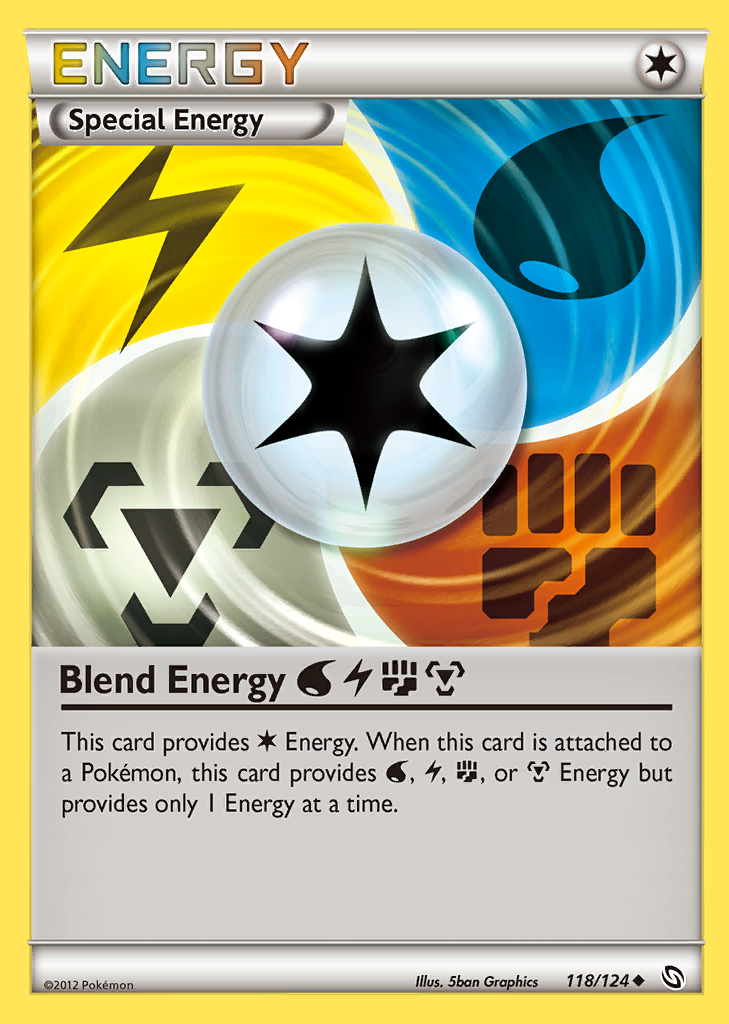 ENERGY
Special Energy
Blend Energy
This card provides Energy. When this card is attached to
a Pokémon, this card provides , , , or Energy but
provides only 1 Energy at a time.
©2012 Pokémon
Illus. 5ban Graphics
118/124